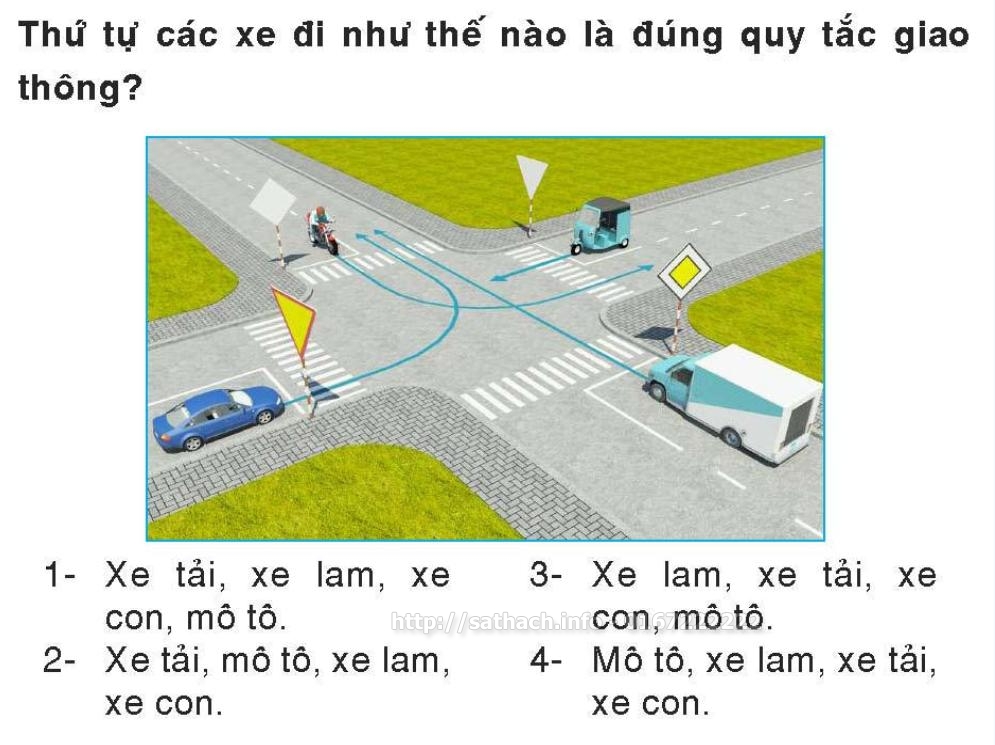 Thứ tự các xe đi như thế nào là đúng quy tắc giao
thông?
1- Xe tải, xe lam, xe
con, mô tô.
2- Xe tải, mô tô, xe lam,
xe con.
3- Xe lam, xe tải, xe
con, mô tô.
4- Mô tô, xe lam, xe tải,
xe con.
http://sathach.info